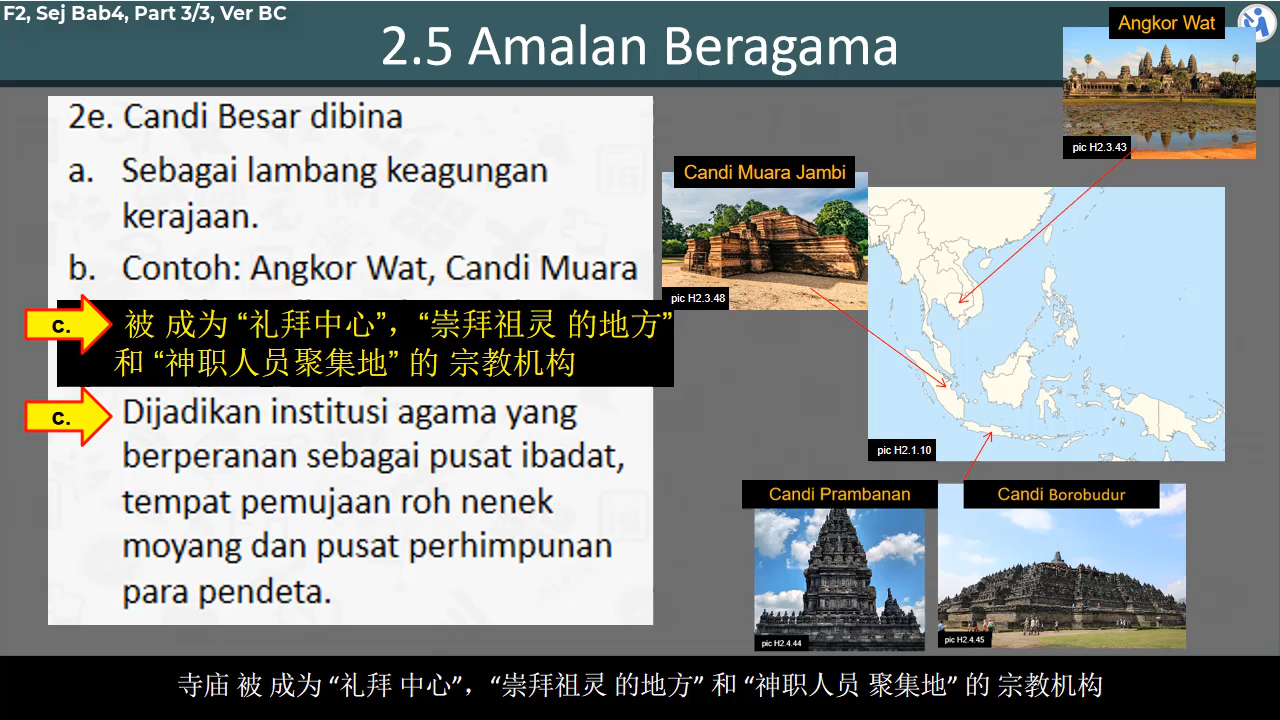 F2, Sej Bab4, Part 3/3, Ver BC
2.5 Amalan Beragama
2e. Candi Besar dibina
a. Sebagai lambang keagungan
kerajaan.
b. Contoh: Angkor Wat, Candi Muara
c. 被 成为 “礼拜中心”，“崇拜祖灵 的地方”
和 “神职人员聚集地” 的 宗教机构
c. Dijadikan institusi agama yang
berperanan sebagai pusat ibadat,
tempat pemujaan roh nenek
moyang dan pusat perhimpunan
para pendeta.
Angkor Wat
pic H2.3.43
Candi Muara Jambi
pic H2.3.48
pic H2.1.10
Candi Prambanan
pic H2.4.44
Candi Borobudur
pic H2.4.45
寺庙 被 成为 “礼拜 中心”，“崇拜祖灵 的地方” 和 “神职人员 聚集地” 的 宗教机构